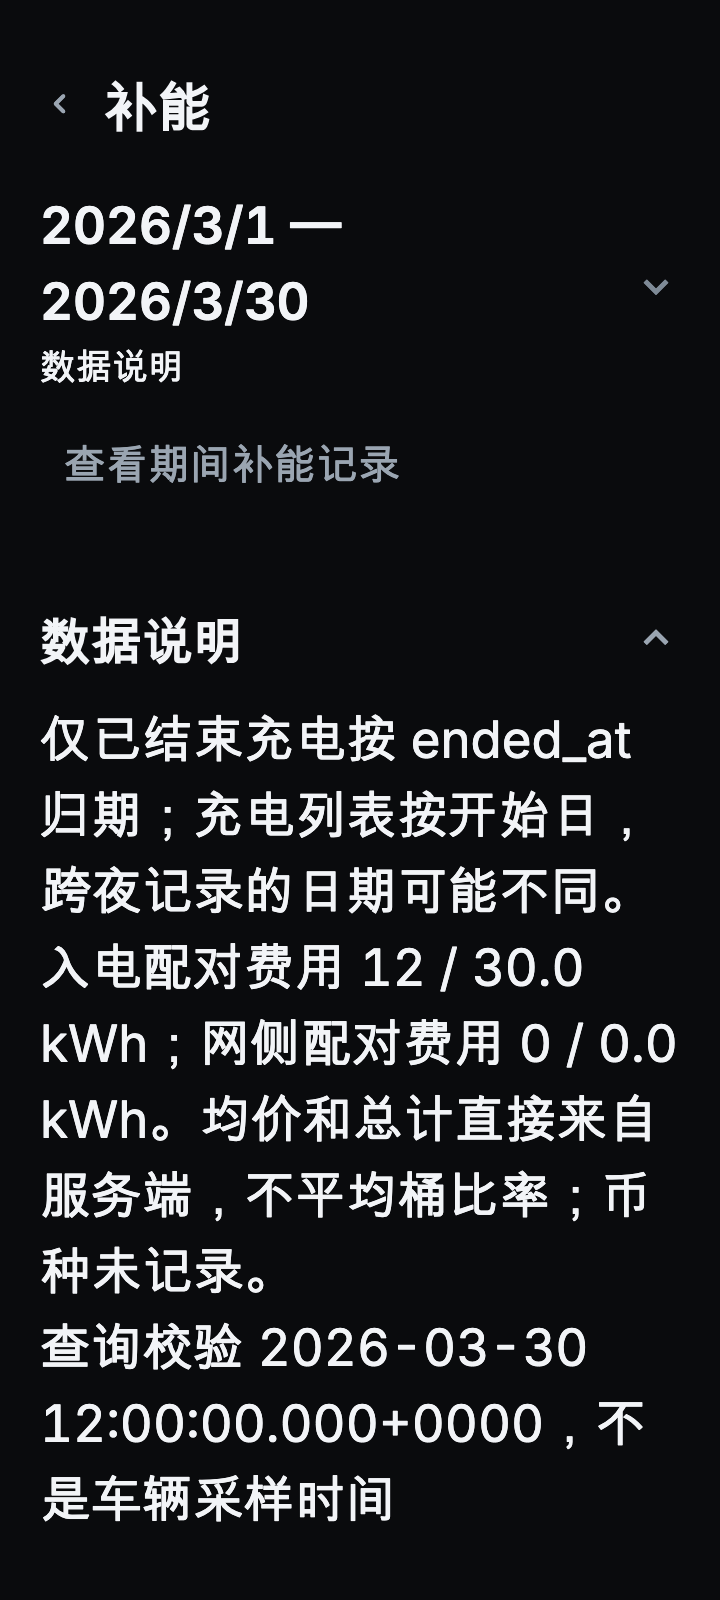 补能
2026/3/1 —
2026/3/30
数据说明
查看期间补能记录
数据说明
仅已结束充电按 ended_at
归期；充电列表按开始日，
跨夜记录的日期可能不同。
入电配对费用 12 / 30.0
kWh；网侧配对费用 0 / 0.0
kWh。均价和总计直接来自
服务端，不平均桶比率；币
种未记录。
查询校验 2026-03-30
12:00:00.000+0000，不
是车辆采样时间